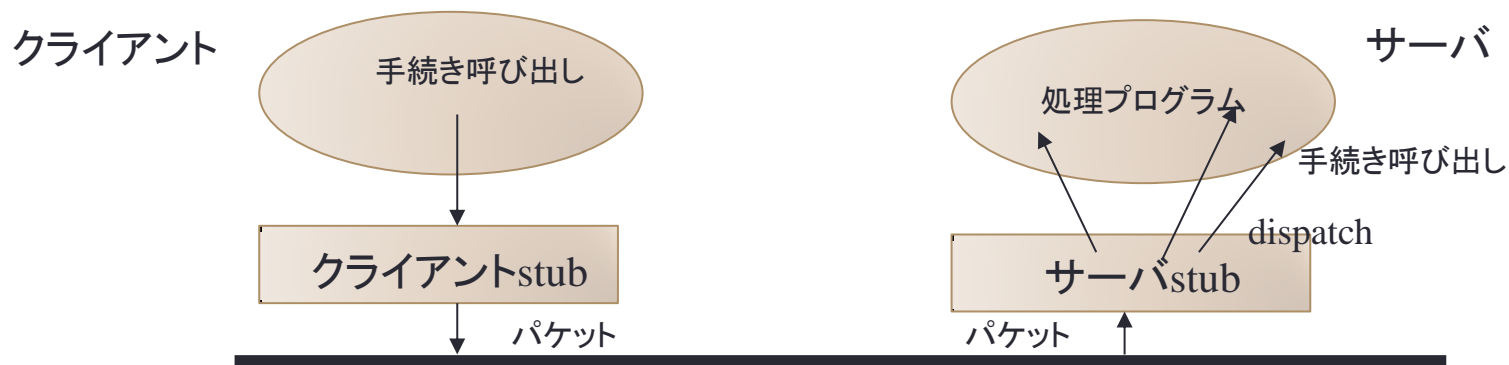 クライアント
手続き呼び出し
クライアントstub
パケット
サーバ
処理プログラム
手続き呼び出し
dispatch
サーバstub
パケット